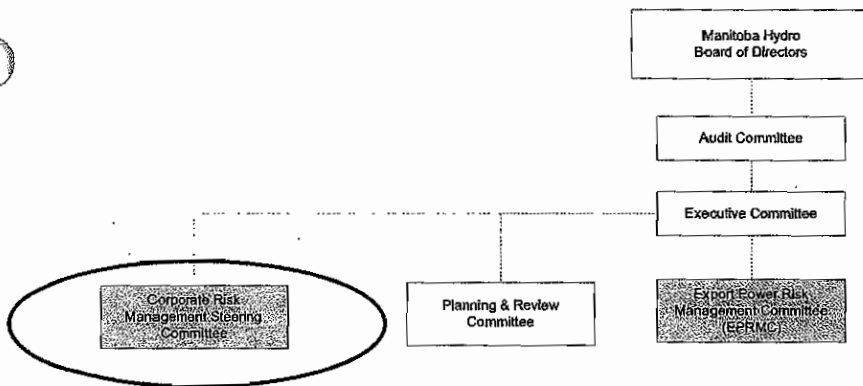 Manitoba Hydro
Board of Directors
Audit Committee
Executive Committee
Corporate Risk
Management Steering
Committee
Planning & Review
Committee
Export Power Risk
Management Committee
(EPRMC)